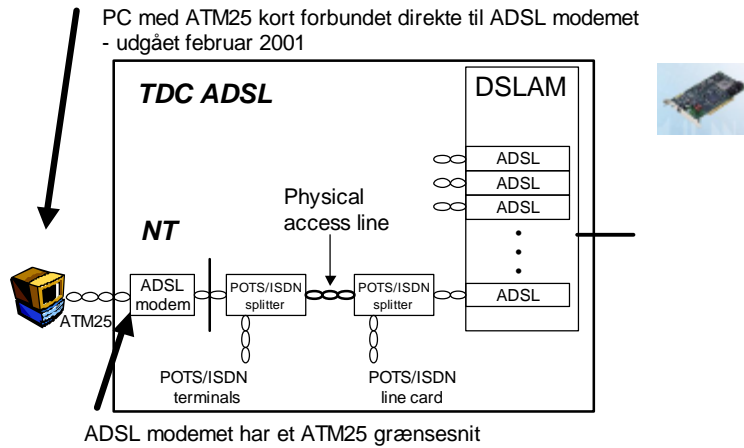 PC med ATM25 kort forbundet direkte til ADSL modemet
- udgået februar 2001
TDC ADSL
DSLAM
ADSL
ADSL
ADSL
Physical
access line
NT
ADSL
modem
POTS/ISDN
splitter
POTS/ISDN
splitter
ADSL
ATM25
POTS/ISDN
terminals
POTS/ISDN
line card
ADSL modemet har et ATM25 grænsesnit